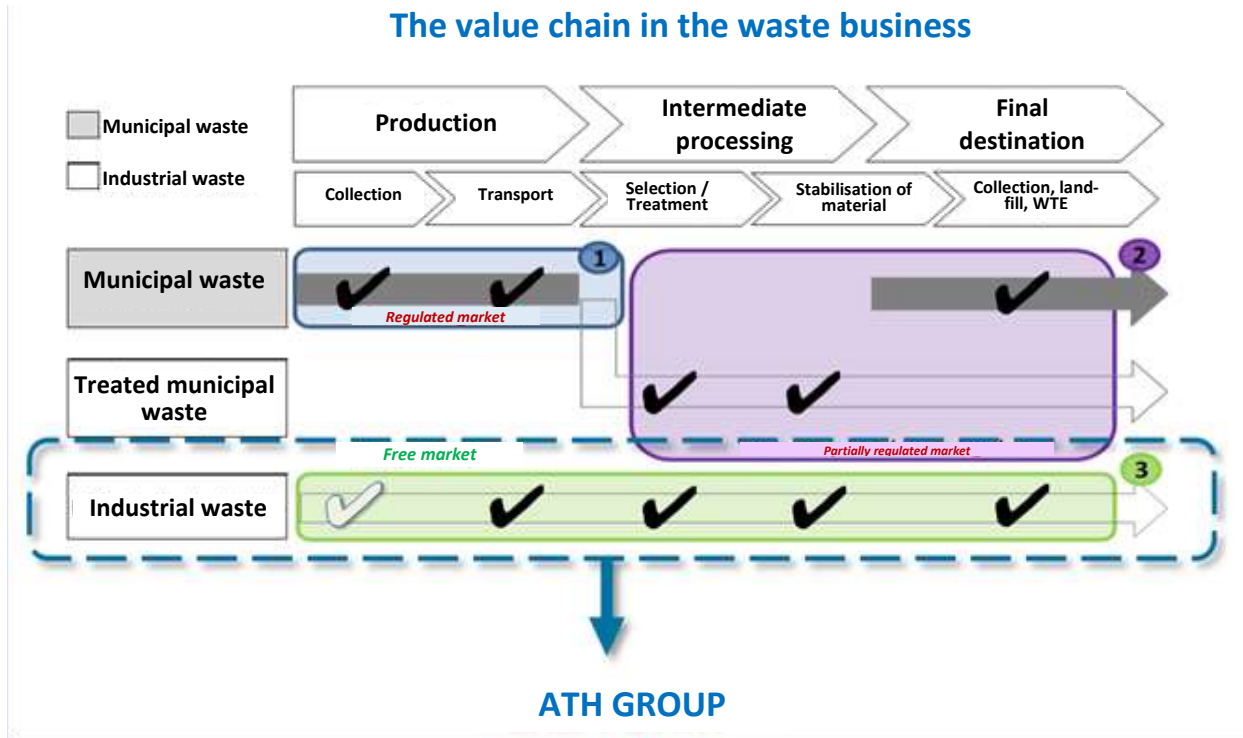 The value chain in the waste business
Municipal waste
Industrial waste
Production
Intermediate
processing
Final
destination
Collection
Transport
Selection /
Treatment
Stabilisation of
material
Collection, land-
fill, WTE
Municipal waste
1
2
Regulated market
Treated municipal
waste
Free market
Partially regulated market
Industrial waste
3
ATH GROUP